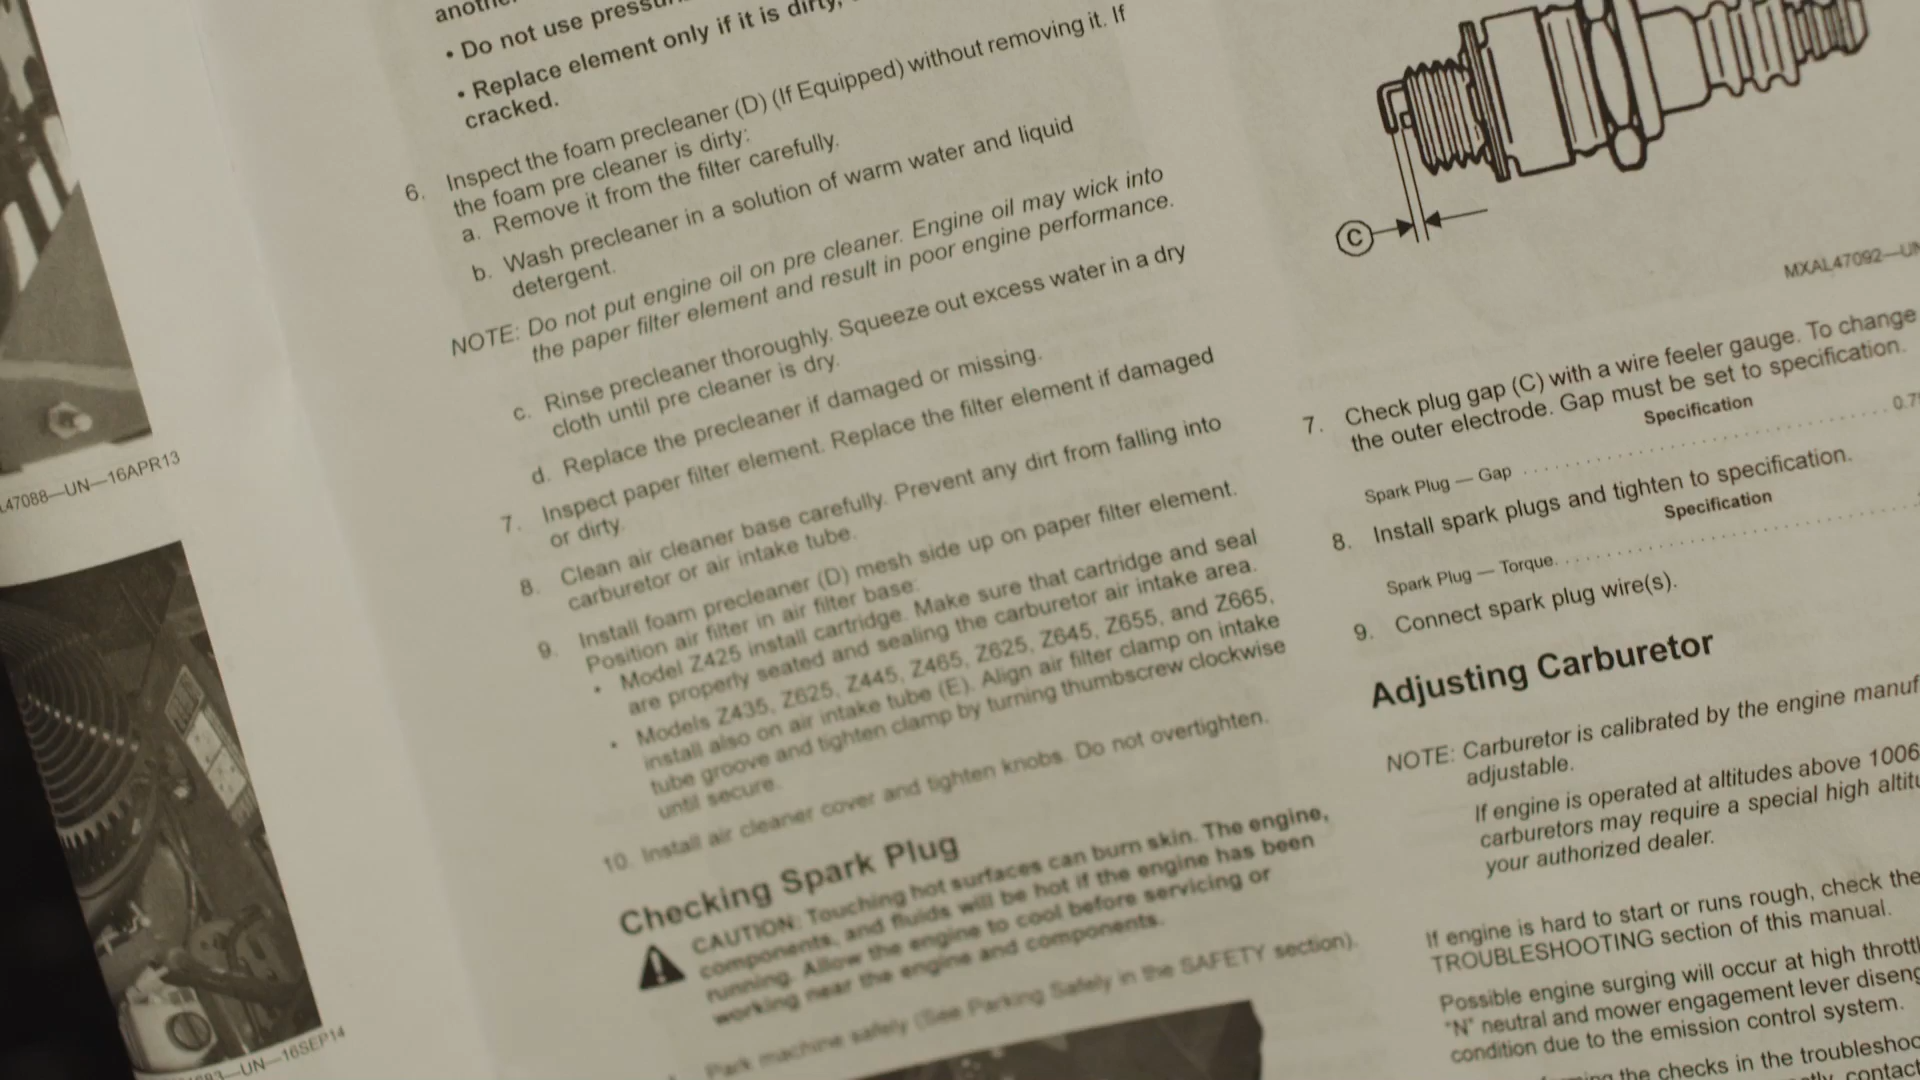 • Do not use
• Replace element only if it is dirty,
cracked.
6. Inspect the foam precleaner (D) (If Equipped) without removing it. If
the foam pre cleaner is dirty:
a. Remove it from the filter carefully.
b. Wash precleaner in a solution of warm water and liquid
detergent.
NOTE: Do not put engine oil on pre cleaner. Engine oil may wick into
the paper filter element and result in poor engine performance.
c. Rinse precleaner thoroughly. Squeeze out excess water in a dry
cloth until pre cleaner is dry.
d. Replace the precleaner if damaged or missing.
7. Inspect paper filter element. Replace the filter element if damaged
or dirty.
8. Clean air cleaner base carefully. Prevent any dirt from falling into
carburetor or air intake tube.
9. Install foam precleaner (D) mesh side up on paper filter element.
Position air filter in air filter base:
• Model Z425 install cartridge. Make sure that cartridge and seal
are properly seated and sealing the carburetor air intake area.
• Models Z435, Z625, Z445, Z465, Z625, Z645, Z655, and Z665,
install also on air intake tube (E). Align air filter clamp on intake
tube groove and tighten clamp by turning thumbscrew clockwise
until secure.
10. Install air cleaner cover and tighten knobs. Do not overtighten.
Checking Spark Plug
CAUTION: Touching hot surfaces can burn skin. The engine,
components, and fluids will be hot if the engine has been
running. Allow the engine to cool before servicing or
working near the engine and components.
Park machine safely (See Parking Safely in the SAFETY section).
L47088—UN—16APR13
—UN—16SEP14
C
MXAL47092—UN
7. Check plug gap (C) with a wire feeler gauge. To change
the outer electrode. Gap must be set to specification.
Specification
Spark Plug — Gap
8. Install spark plugs and tighten to specification.
Specification
Spark Plug — Torque
9. Connect spark plug wire(s).
Adjusting Carburetor
NOTE: Carburetor is calibrated by the engine
adjustable.
If engine is operated at altitudes above 1006
carburetors may require a special high
your authorized dealer.
If engine is hard to start or runs rough, check the
TROUBLESHOOTING section of this manual.
Possible engine surging will occur at high
"N" neutral and mower engagement lever
condition due to the emission control system.
the checks in the
contact